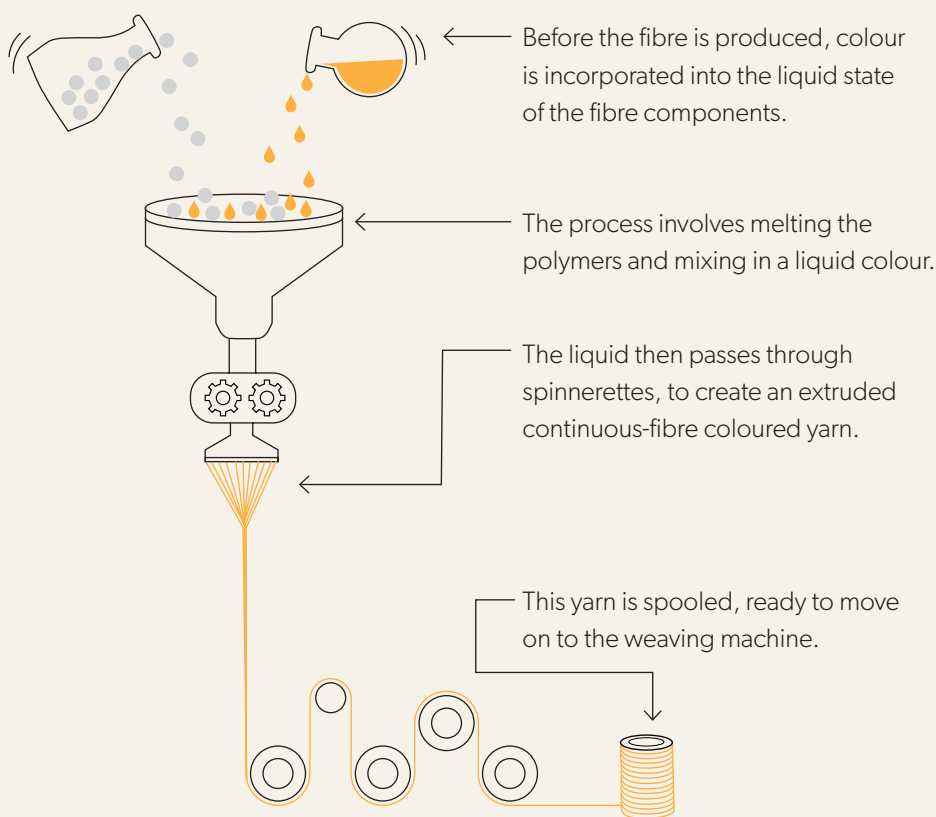 Before the fibre is produced, colour
is incorporated into the liquid state
of the fibre components.
The process involves melting the
polymers and mixing in a liquid colour.
The liquid then passes through
spinnerettes, to create an extruded
continuous-fibre coloured yarn.
This yarn is spooled, ready to move
on to the weaving machine.